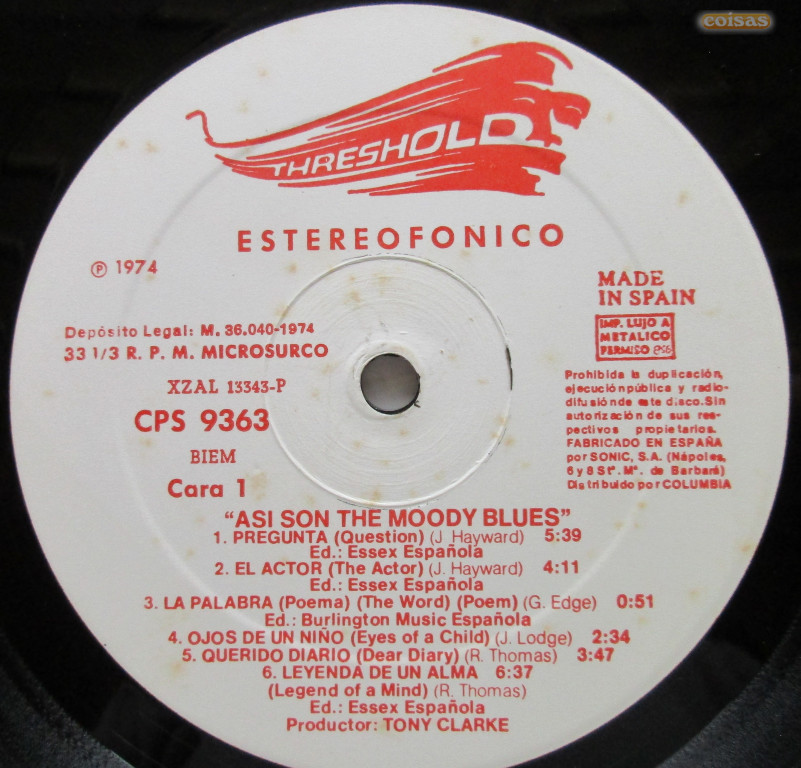 coisas
THRESHOLD
ESTEREOFONICO
℗ 1974
MADE
IN SPAIN
Depósito Legal: M. 36.040-1974
33 1/3 R. P. M. MICROSURCO
IMP. LUJO A
METALICO
PERMISO 856
XZAL 13343-P
CPS 9363
BIEM
Cara 1
Prohibida la duplicación,
ejecución pública y radio-
difusión de este disco. Sin
autorización de sus res-
pectivos propietarios.
FABRICADO EN ESPAÑA
por SONIC, S.A. (Nápoles,
6 y 8 Stª. Mª. de Barbará)
Distribuido por COLUMBIA
"ASI SON THE MOODY BLUES"
1. PREGUNTA (Question) (J. Hayward) 5:39
Ed.: Essex Española
2. EL ACTOR (The Actor) (J. Hayward) 4:11
Ed.: Essex Española
3. LA PALABRA (Poema) (The Word) (Poem) (G. Edge) 0:51
Ed.: Burlington Music Española
4. OJOS DE UN NIÑO (Eyes of a Child) (J. Lodge) 2:34
5. QUERIDO DIARIO (Dear Diary) (R. Thomas) 3:47
6. LEYENDA DE UN ALMA 6:37
(Legend of a Mind) (R. Thomas)
Ed.: Essex Española
Productor: TONY CLARKE